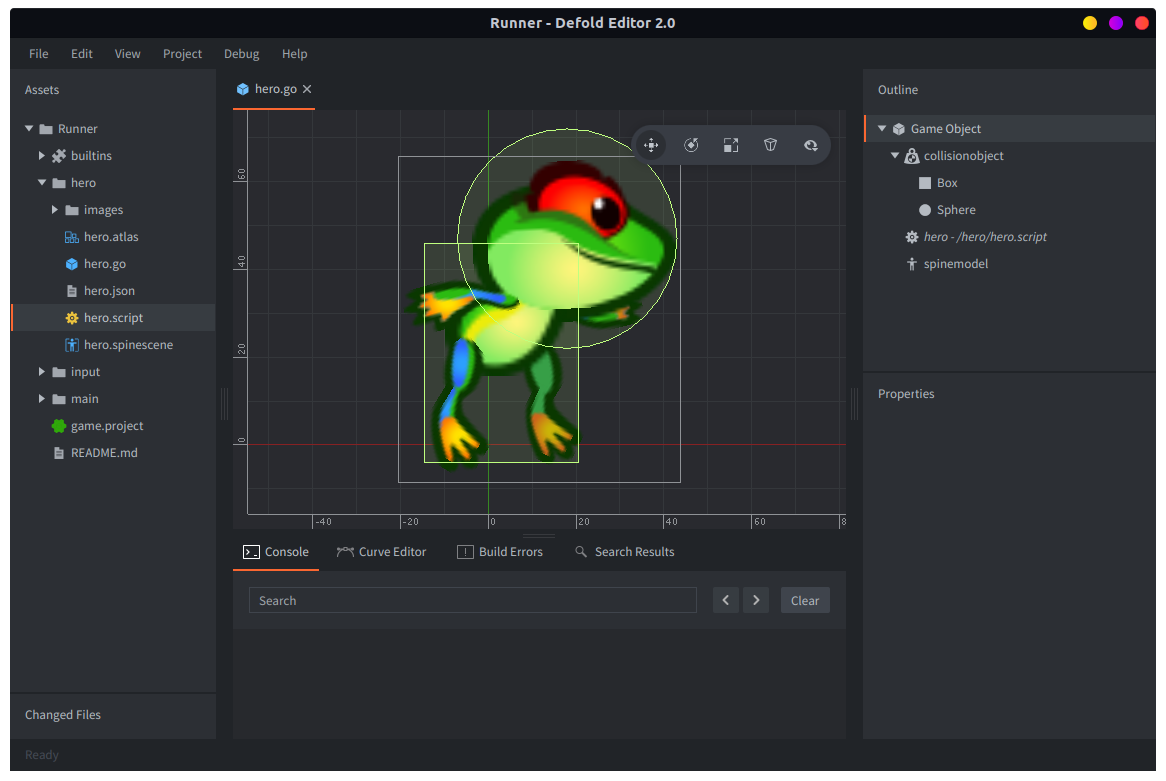 Runner - Defold Editor 2.0
File Edit View Project Debug Help
Assets
Runner
builtins
hero
images
hero.atlas
hero.go
hero.json
hero.script
hero.spinescene
input
main
game.project
README.md
Changed Files
Ready
hero.go
60
40
20
0
-40 -20 0 20 40 60 8
Console Curve Editor Build Errors Search Results
Search
Clear
Outline
Game Object
collisionobject
Box
Sphere
hero - /hero/hero.script
spinemodel
Properties